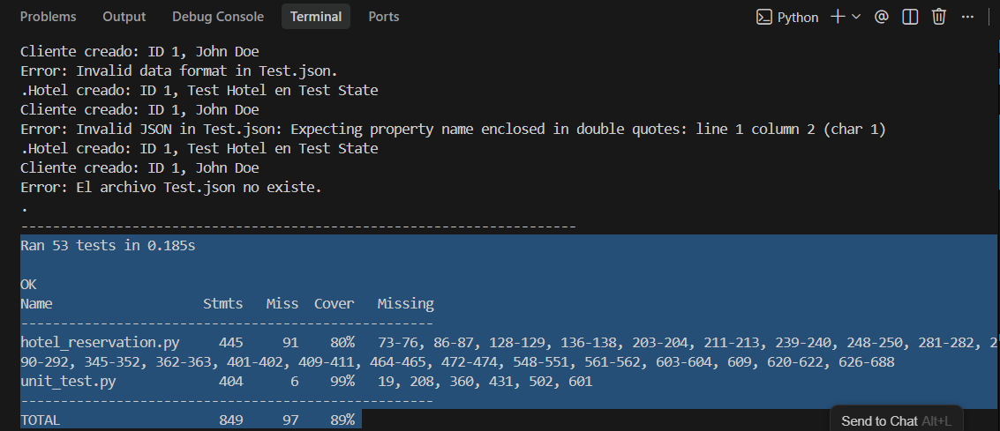 Problems Output Debug Console Terminal Ports Python
Cliente creado: ID 1, John Doe
Error: Invalid data format in Test.json.
.Hotel creado: ID 1, Test Hotel en Test State
Cliente creado: ID 1, John Doe
Error: Invalid JSON in Test.json: Expecting property name enclosed in double quotes: line 1 column 2 (char 1)
.Hotel creado: ID 1, Test Hotel en Test State
Cliente creado: ID 1, John Doe
Error: El archivo Test.json no existe.
.
----------------------------------------------------------------------
Ran 53 tests in 0.185s
OK
Name                   Stmts   Miss  Cover   Missing
----------------------------------------------------
hotel_reservation.py     445     91    80%   73-76, 86-87, 128-129, 136-138, 203-204, 211-213, 239-240, 248-250, 281-282, 2
90-292, 345-352, 362-363, 401-402, 409-411, 464-465, 472-474, 548-551, 561-562, 603-604, 609, 620-622, 626-688
unit_test.py             404      6    99%   19, 208, 360, 431, 502, 601
----------------------------------------------------
TOTAL                    849     97    89%
Send to Chat Alt+L